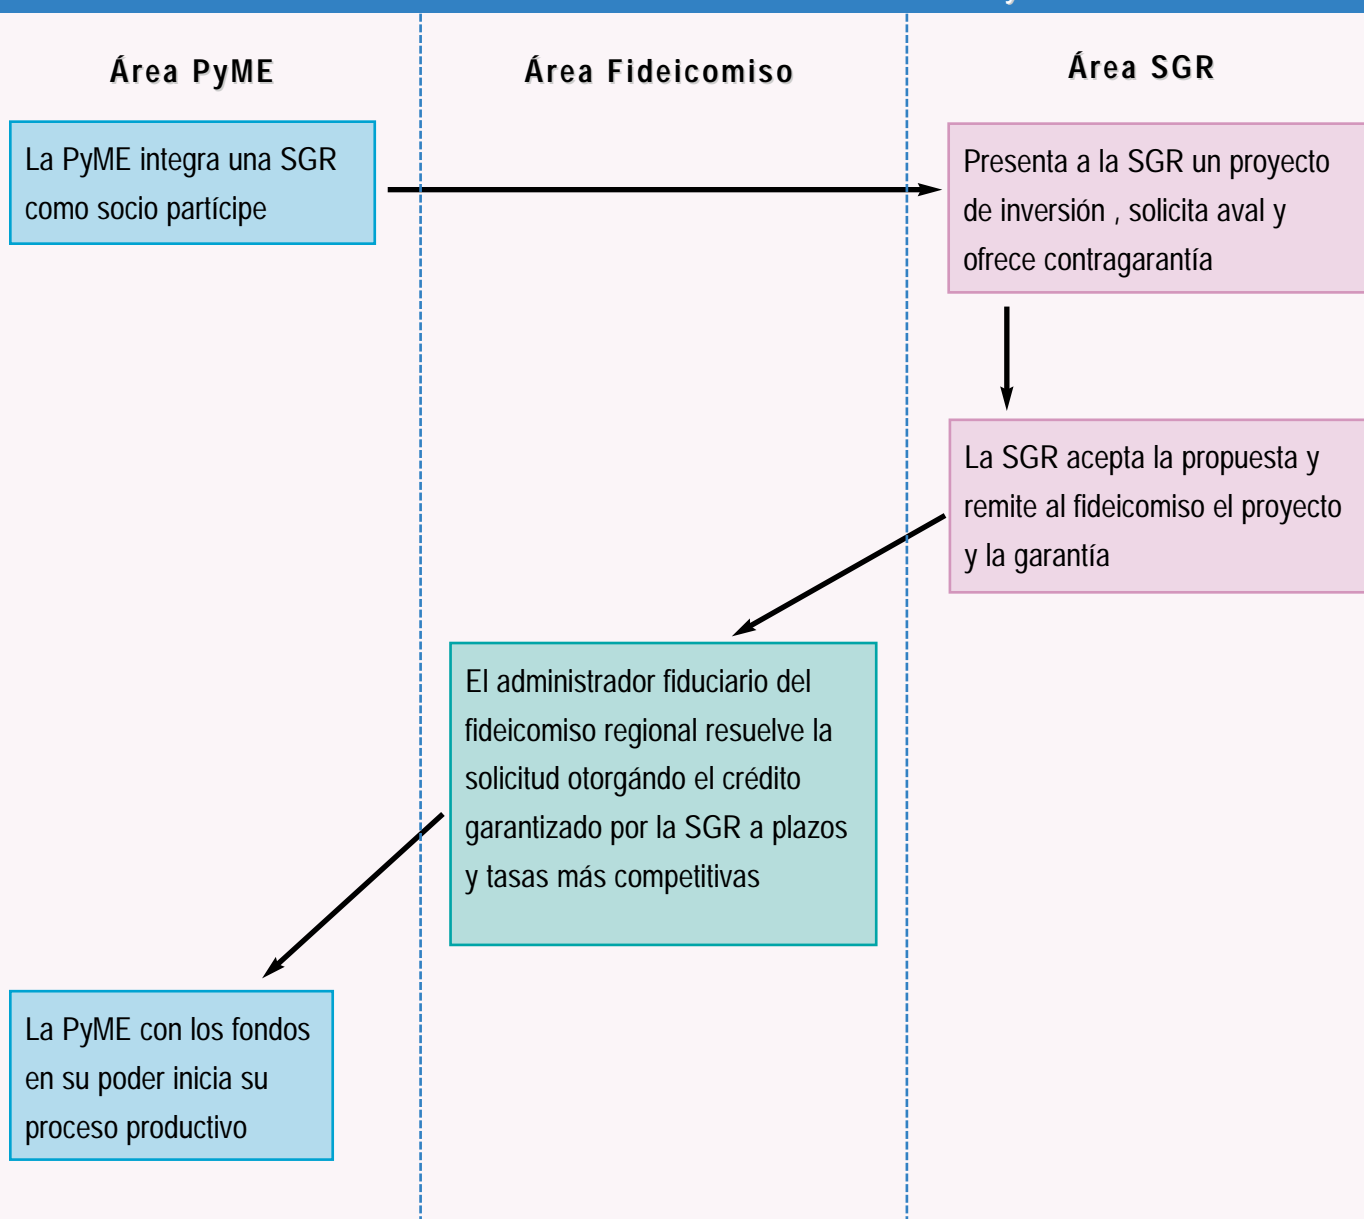 Área PyME
Área Fideicomiso
Área SGR
La PyME integra una SGR
como socio partícipe
Presenta a la SGR un proyecto
de inversión , solicita aval y
ofrece contragarantía
La SGR acepta la propuesta y
remite al fideicomiso el proyecto
y la garantía
El administrador fiduciario del
fideicomiso regional resuelve la
solicitud otorgándo el crédito
garantizado por la SGR a plazos
y tasas más competitivas
La PyME con los fondos
en su poder inicia su
proceso productivo